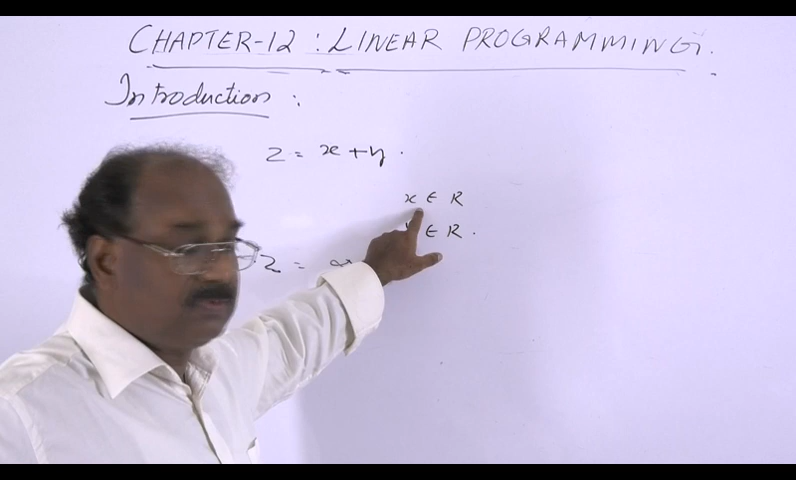 CHAPTER-12 : LINEAR PROGRAMMING.
Introduction :
Z = x + y .
x ∈ R
∈ R .
Z = ∞